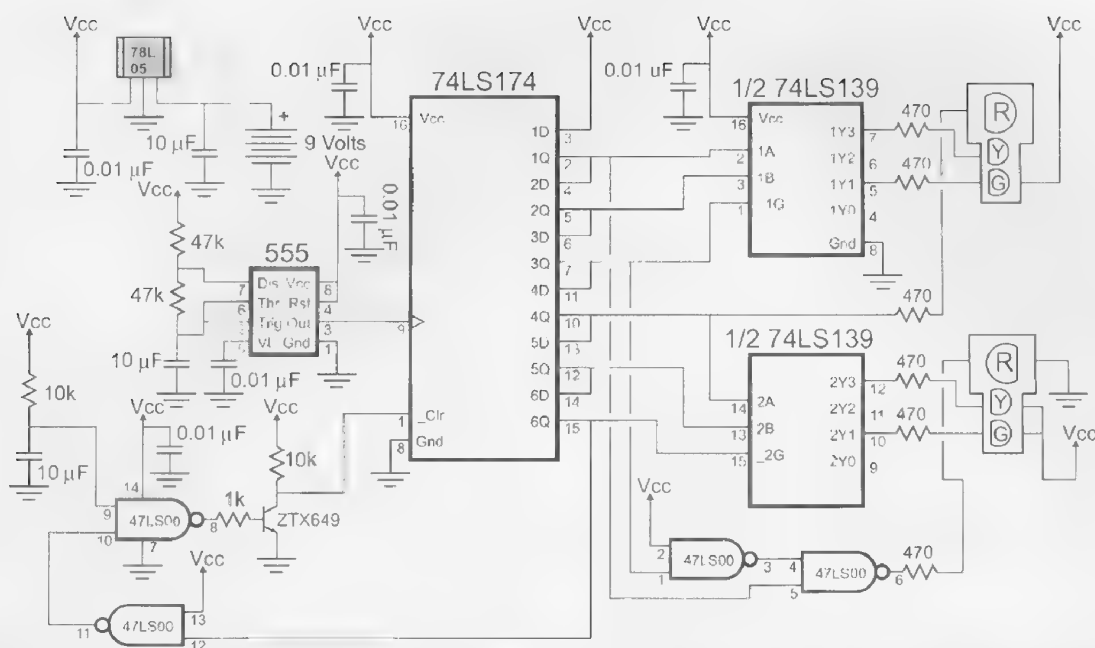 Vcc
78L
05
0.01 µF
10 µF
+
9 Volts
Vcc
47k
47k
10 µF
555
Dis Vcc
Thr Rst
Trig Out
Gnd
7
6
8
4
3
1
0.01 µF
Vcc
0.01 µF
Vcc
0.01 µF
74LS174
16
Vcc
9
1
_Clr
8
Gnd
1D
3
1Q
2
2D
4
2Q
5
3D
6
3Q
7
4D
11
4Q
10
5D
13
5Q
12
6D
14
6Q
15
Vcc
Vcc
0.01 uF
1/2 74LS139
16
Vcc
2
1A
3
1B
1
1G
1Y3
7
1Y2
6
1Y1
5
1Y0
4
Gnd
8
470
470
470
R
Y
G
Vcc
1/2 74LS139
14
2A
13
2B
15
_2G
2Y3
12
2Y2
11
2Y1
10
2Y0
9
470
470
R
Y
G
Vcc
Vcc
10k
10 µF
Vcc
0.01 µF
14
9
10
47LS00
8
7
1k
Vcc
10k
ZTX649
11
47LS00
13
12
Vcc
Vcc
2
1
47LS00
3
4
5
47LS00
6
470